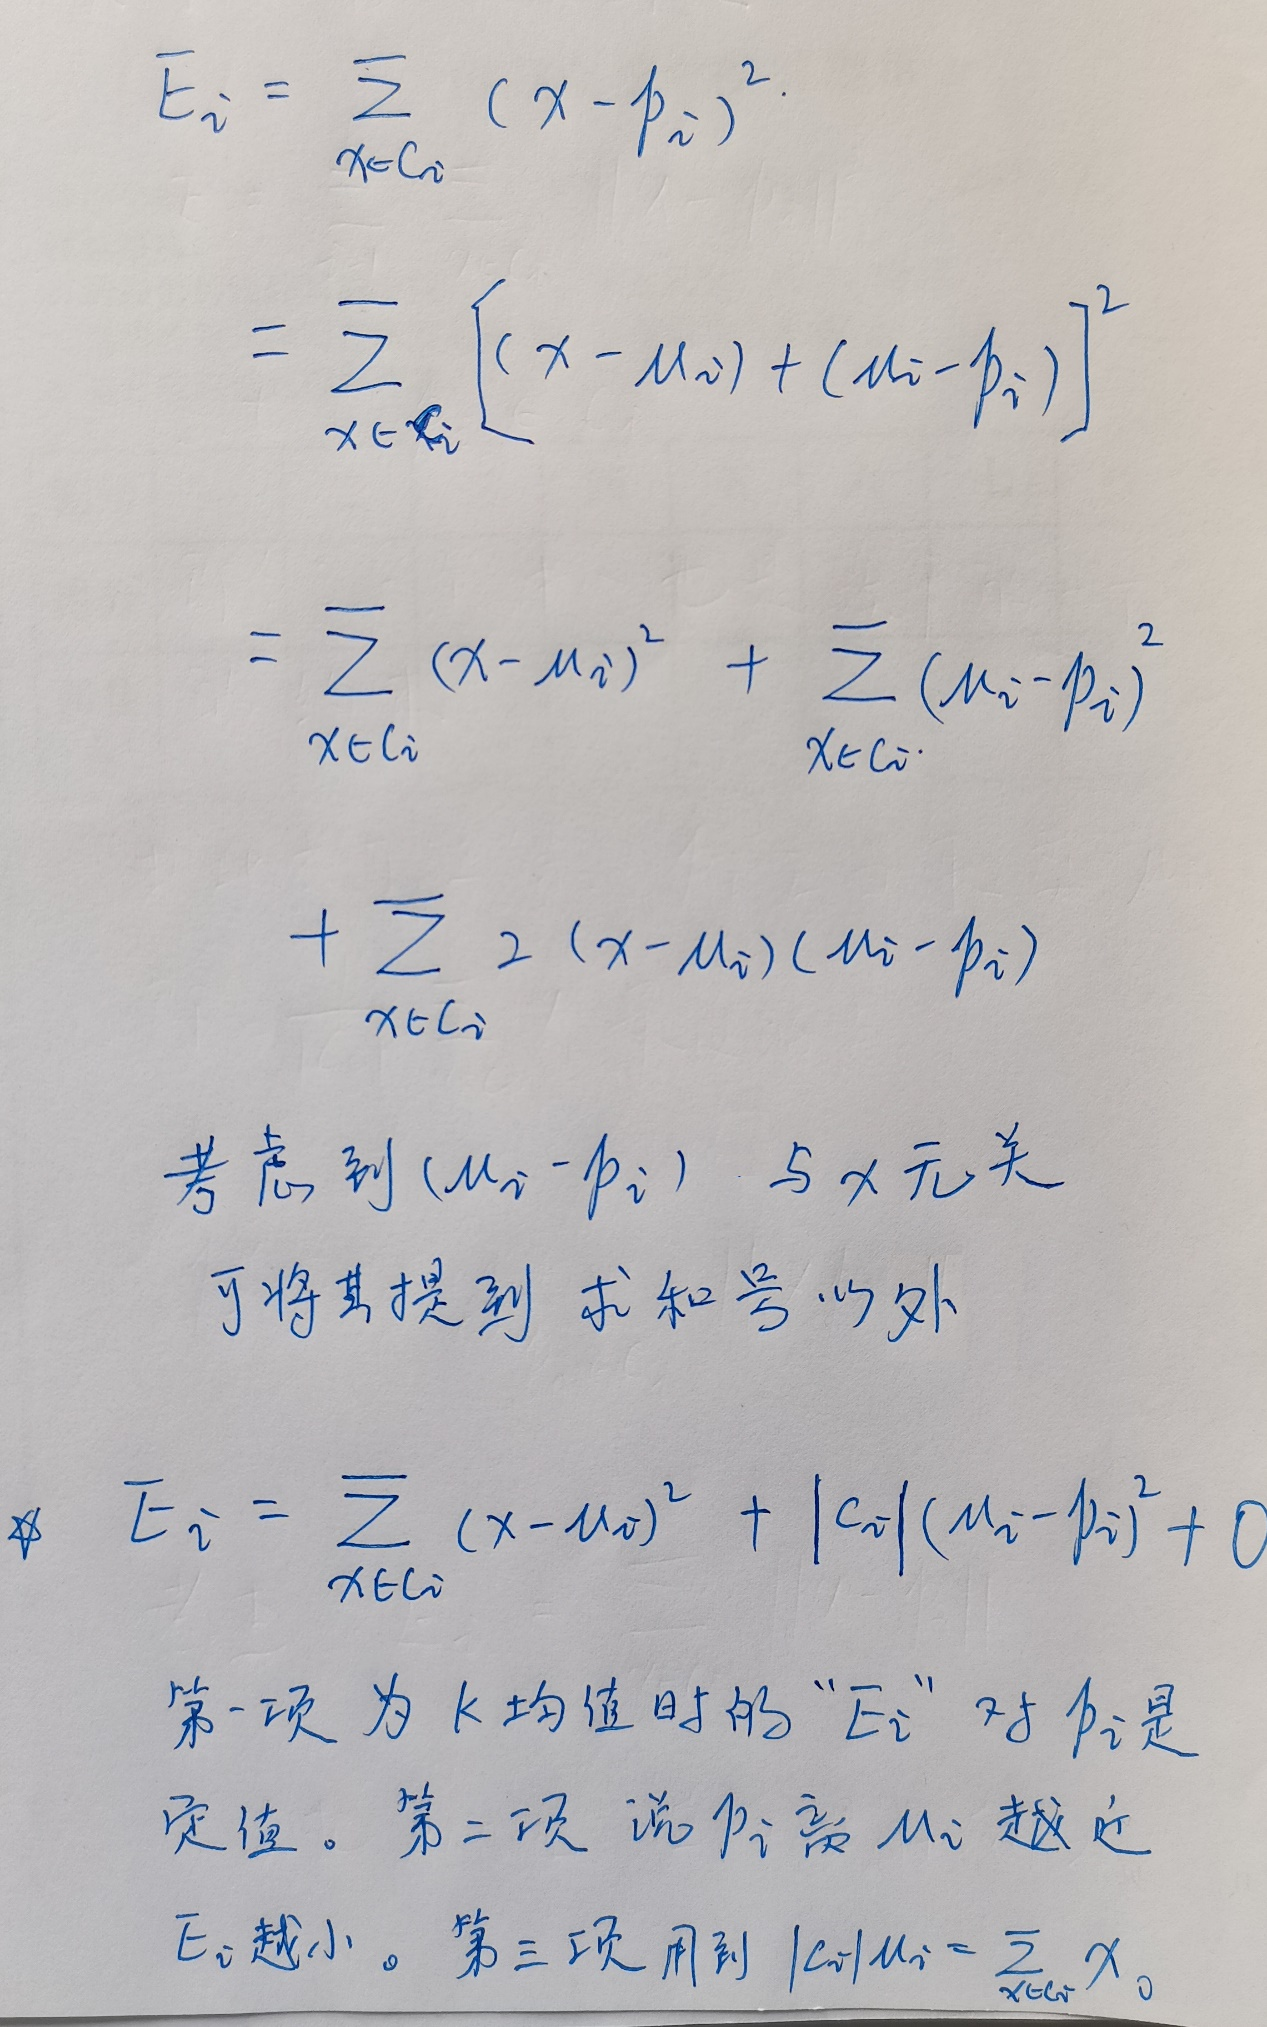 E_i = Σ_{x∈C_i} (x - p_i)²
= Σ_{x∈C_i} [(x - μ_i) + (μ_i - p_i)]²
= Σ_{x∈C_i} (x - μ_i)² + Σ_{x∈C_i} (μ_i - p_i)²
+ Σ_{x∈C_i} 2 (x - μ_i)(μ_i - p_i)
考虑到(μ_i - p_i) 与x无关
可将其提到求和号以外
☆ E_i = Σ_{x∈C_i} (x - μ_i)² + |C_i|(μ_i - p_i)² + 0
第一项为K均值时的“E_i”对p_i是
定值。第二项说p_i离μ_i越近
E_i越小。第三项用到|C_i|μ_i = Σ_{x∈C_i} x。